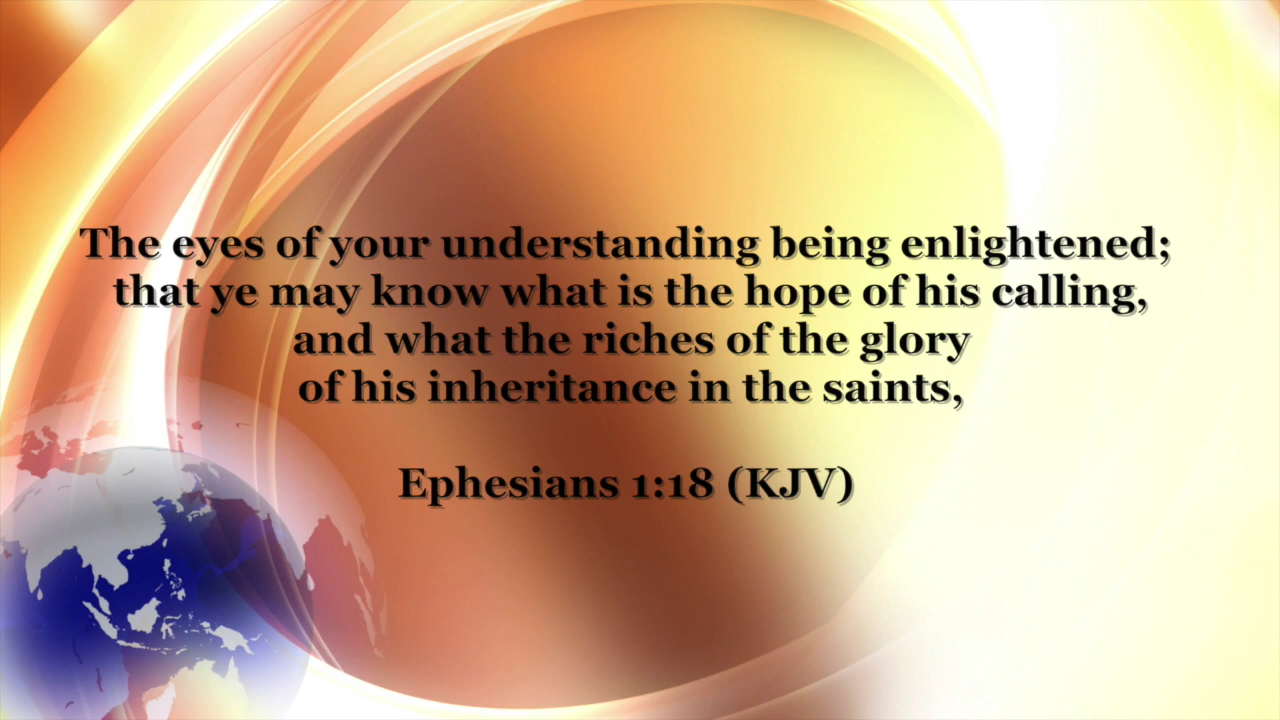 The eyes of your understanding being enlightened;
that ye may know what is the hope of his calling,
and what the riches of the glory
of his inheritance in the saints,
Ephesians 1:18 (KJV)